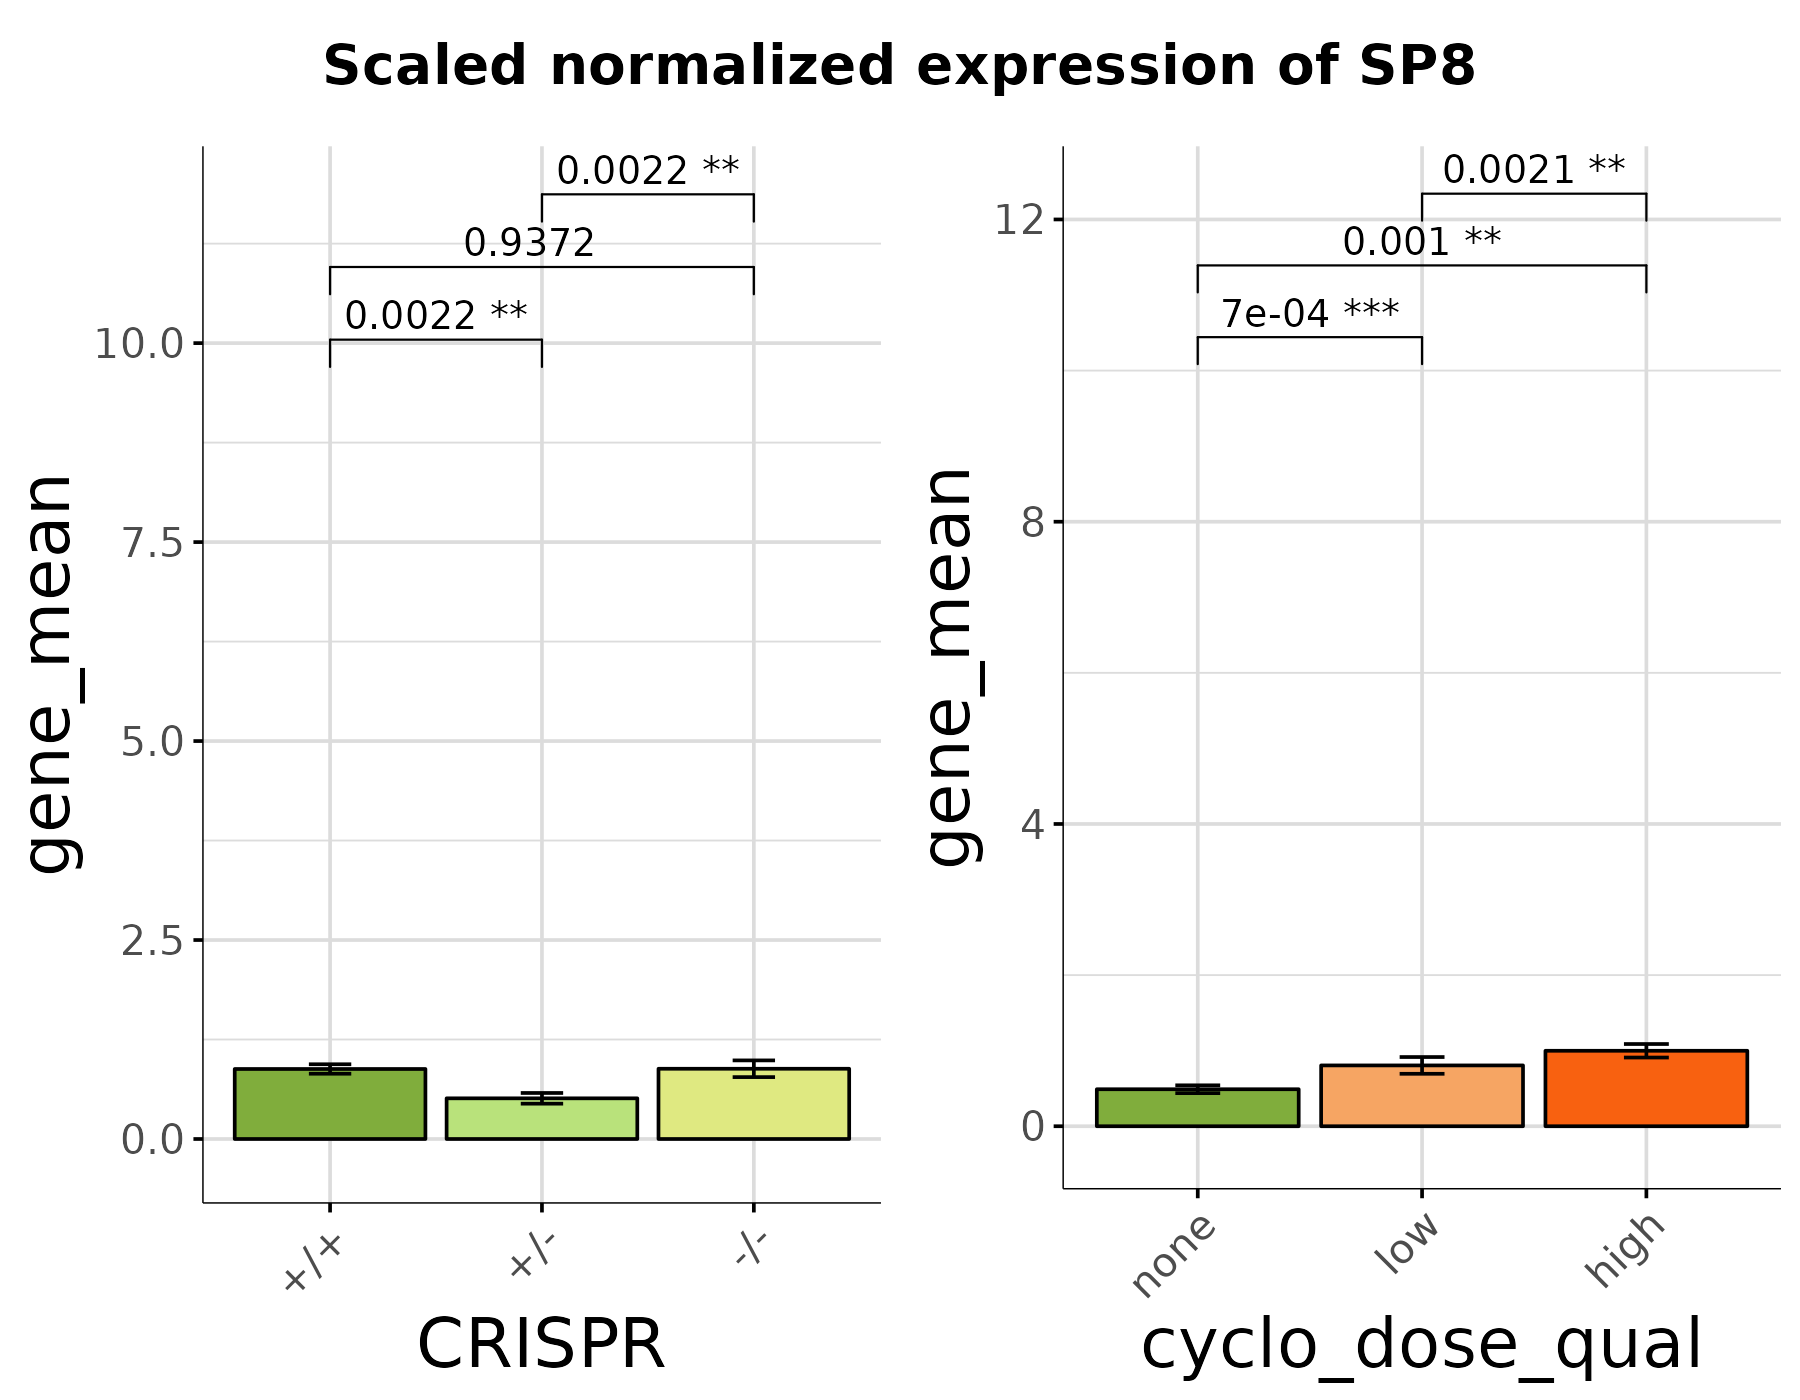 Scaled normalized expression of SP8
0.0022 **
0.9372
0.0022 **
gene_mean
10.0
7.5
5.0
2.5
0.0
+/+
+/-
-/-
CRISPR
0.0021 **
0.001 **
7e-04 ***
gene_mean
12
8
4
0
none
low
high
cyclo_dose_qual